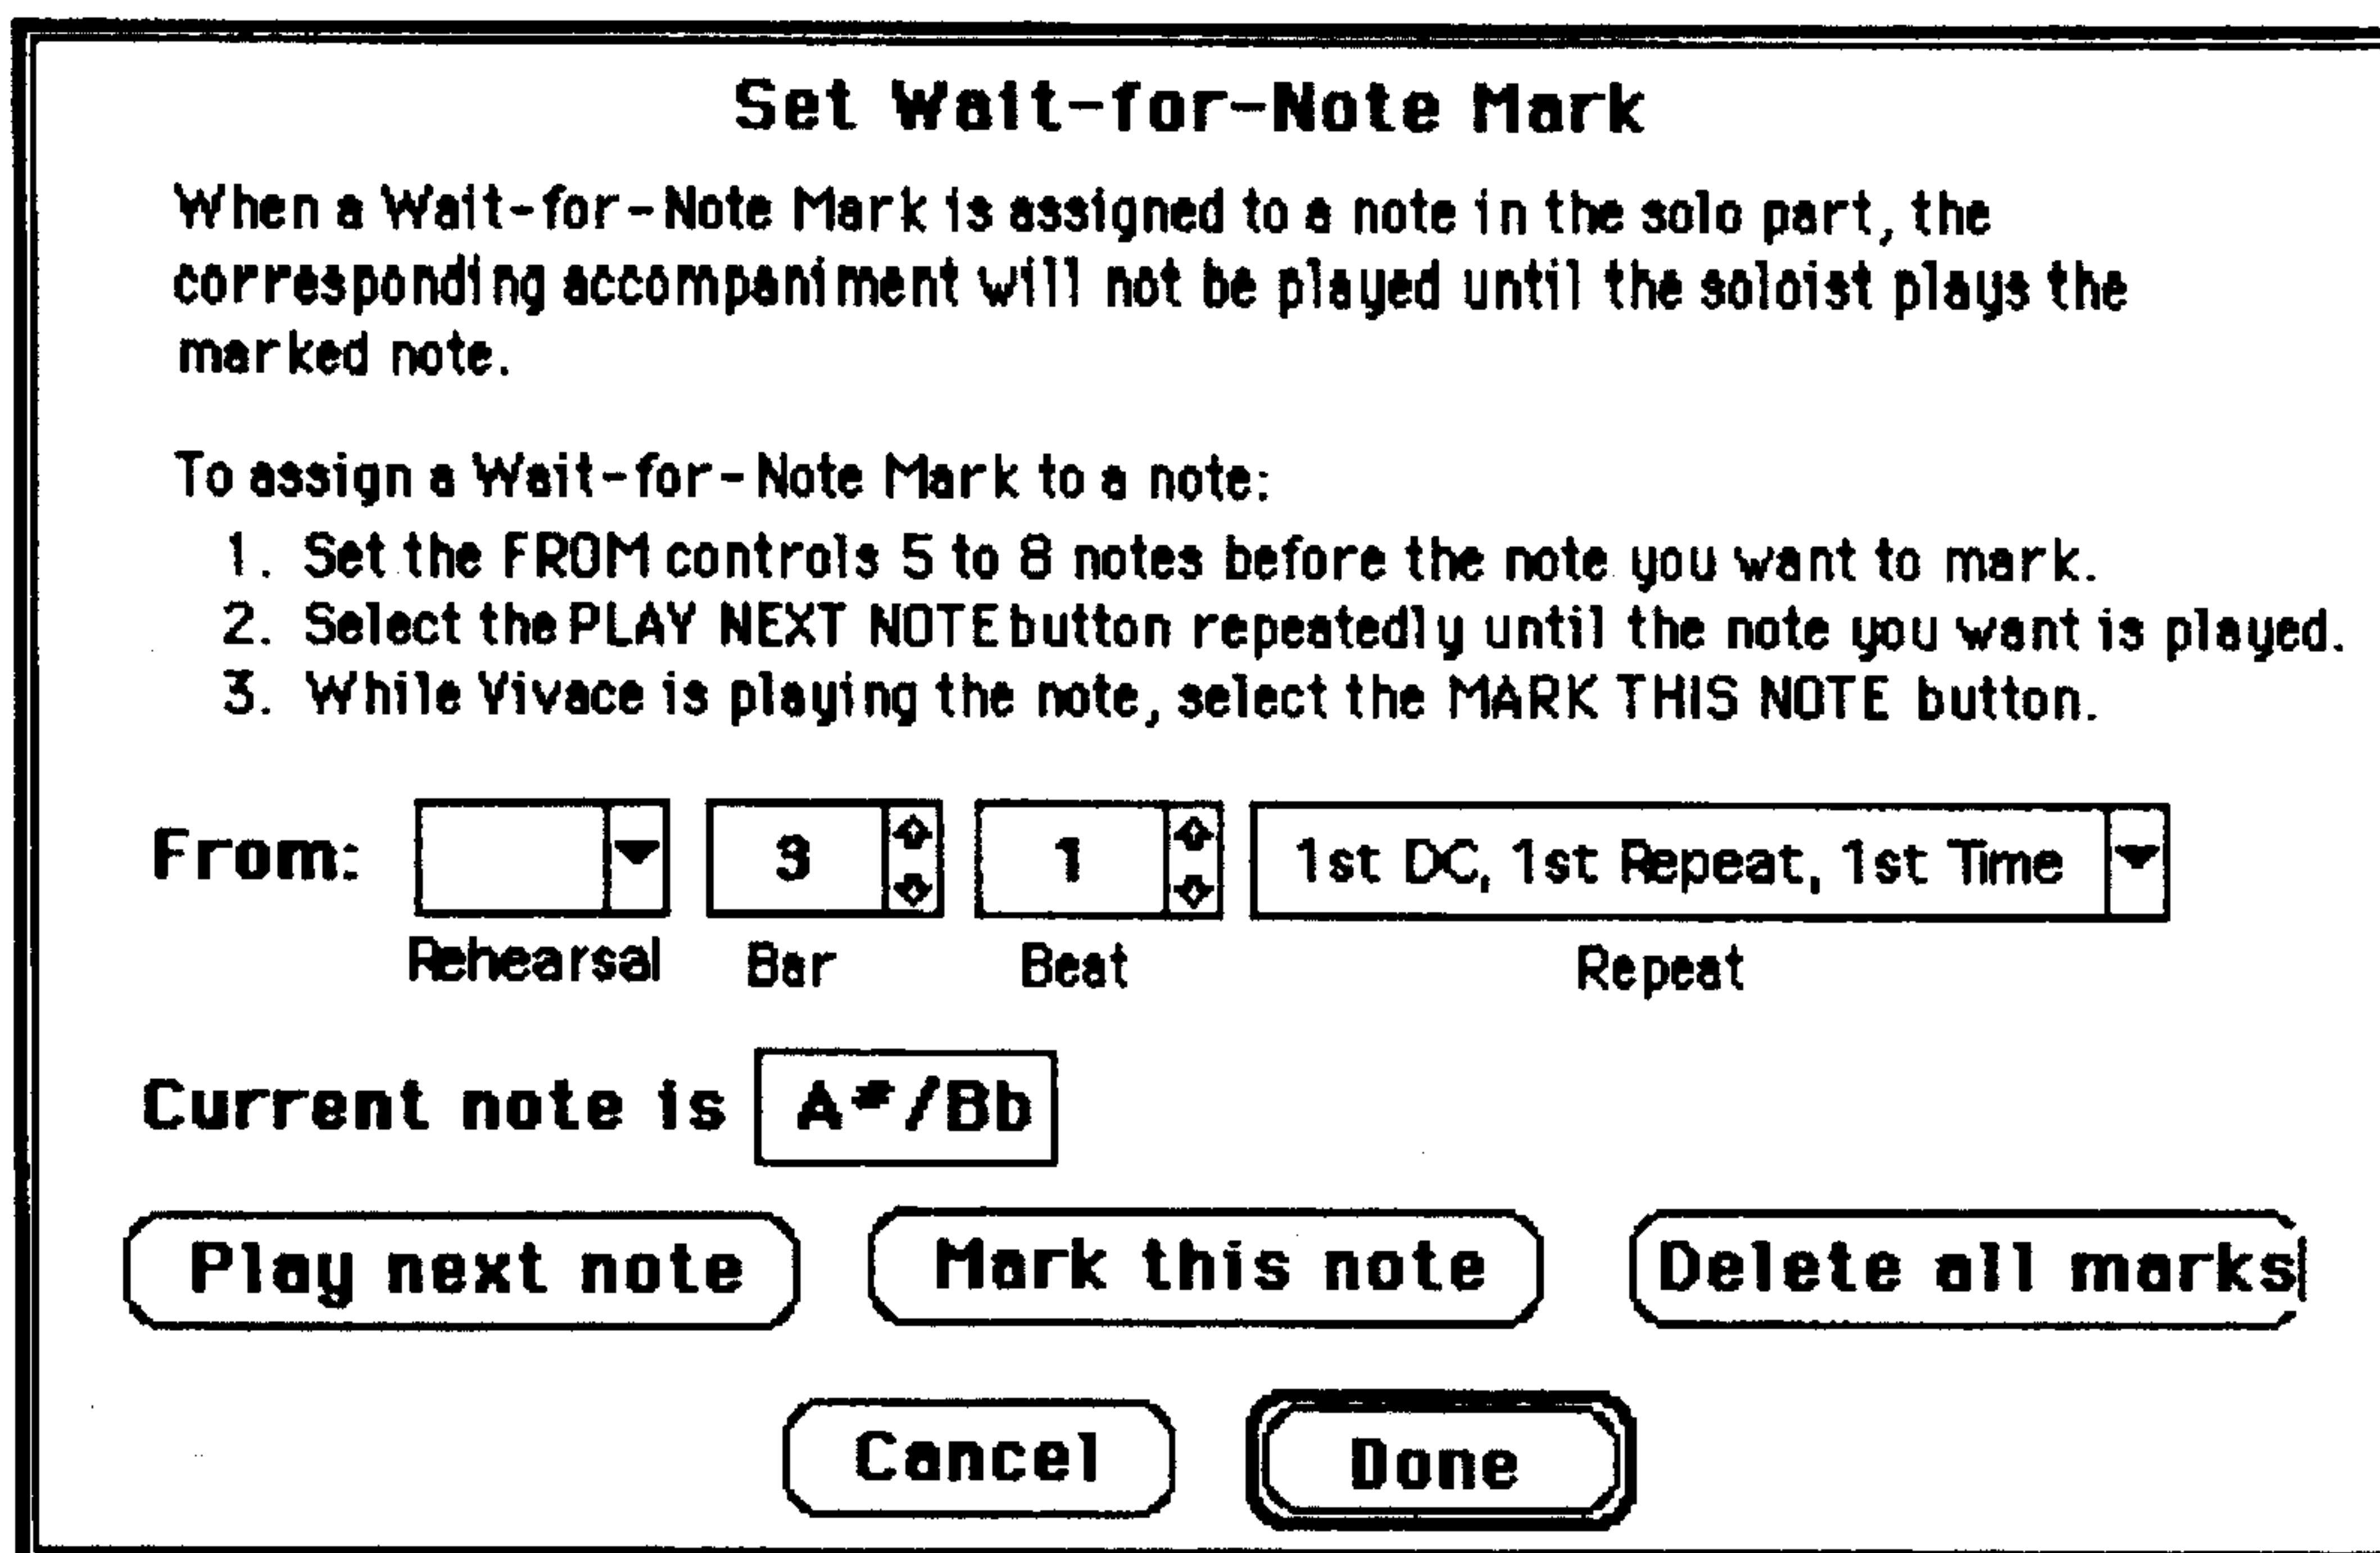 Set Wait-for-Note Mark
When a Wait-for-Note Mark is assigned to a note in the solo part, the
corresponding accompaniment will not be played until the soloist plays the
marked note.
To assign a Wait-for-Note Mark to a note:
1. Set the FROM controls 5 to 8 notes before the note you want to mark.
2. Select the PLAY NEXT NOTE button repeatedly until the note you want is played.
3. While Vivace is playing the note, select the MARK THIS NOTE button.
From: 3 1 1st DC, 1st Repeat, 1st Time
Rehearsal Bar Beat Repeat
Current note is A#/Bb
Play next note Mark this note Delete all marks
Cancel Done